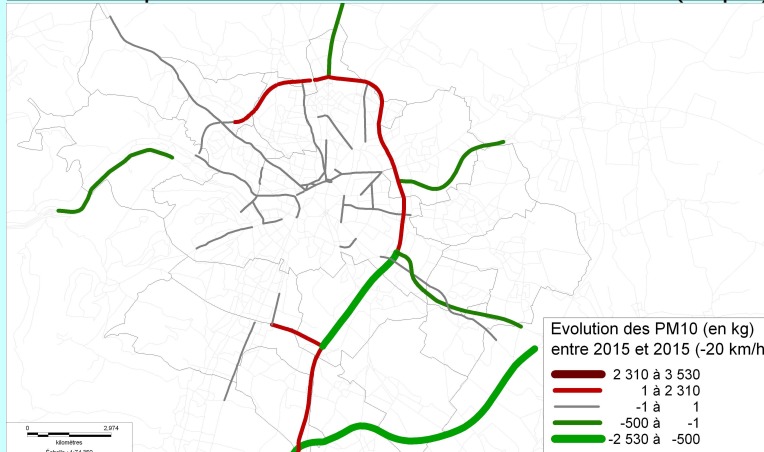 Evolution des PM10 (en kg)
entre 2015 et 2015 (-20 km/h
2 310 à 3 530
1 à 2 310
-1 à 1
-500 à -1
-2 530 à -500
0 2,974
kilomètres